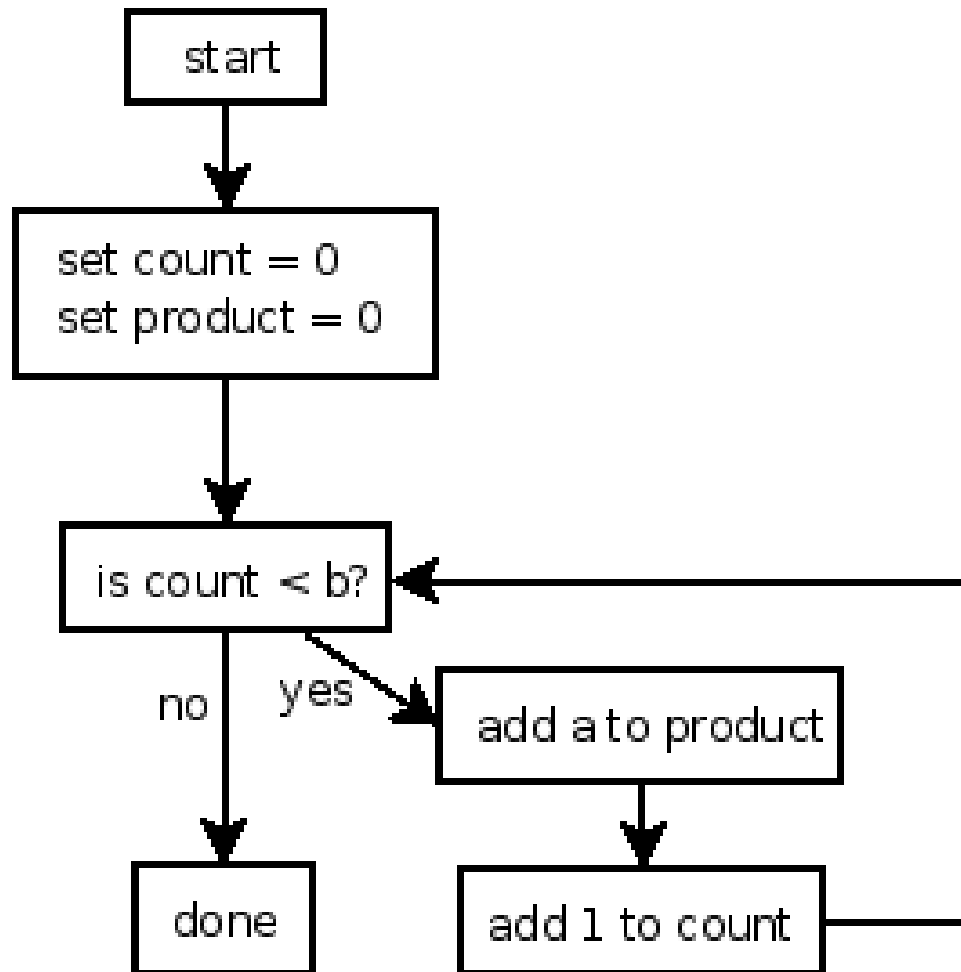 start
set count = 0
set product = 0
is count < b?
no
yes
add a to product
add 1 to count
done